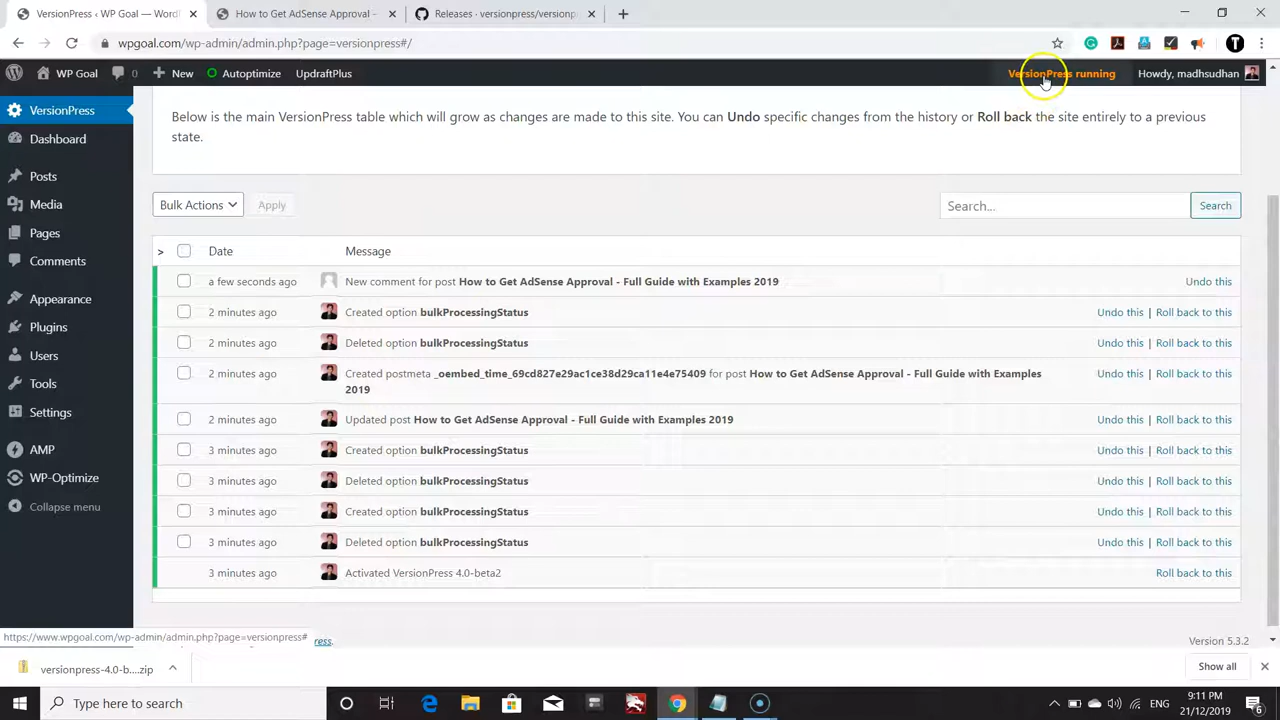 VersionPress ‹ WP Goal — Word
How to Get AdSense Approval -
Releases · versionpress/versionp
wpgoal.com/wp-admin/admin.php?page=versionpress#/
WP Goal
0
New
Autoptimize
UpdraftPlus
VersionPress running
Howdy, madhsudhan
VersionPress
Dashboard
Posts
Media
Pages
Comments
Appearance
Plugins
Users
Tools
Settings
AMP
WP-Optimize
Collapse menu
Below is the main VersionPress table which will grow as changes are made to this site. You can Undo specific changes from the history or Roll back the site entirely to a previous
state.
Bulk Actions
Apply
Search...
Search
> Date Message
a few seconds ago New comment for post How to Get AdSense Approval - Full Guide with Examples 2019 Undo this
2 minutes ago Created option bulkProcessingStatus Undo this | Roll back to this
2 minutes ago Deleted option bulkProcessingStatus Undo this | Roll back to this
2 minutes ago Created postmeta _oembed_time_69cd827e29ac1ce38d29ca11e4e75409 for post How to Get AdSense Approval - Full Guide with Examples Undo this | Roll back to this
2019
2 minutes ago Updated post How to Get AdSense Approval - Full Guide with Examples 2019 Undo this | Roll back to this
3 minutes ago Created option bulkProcessingStatus Undo this | Roll back to this
3 minutes ago Deleted option bulkProcessingStatus Undo this | Roll back to this
3 minutes ago Created option bulkProcessingStatus Undo this | Roll back to this
3 minutes ago Deleted option bulkProcessingStatus Undo this | Roll back to this
3 minutes ago Activated VersionPress 4.0-beta2 Roll back to this
https://www.wpgoal.com/wp-admin/admin.php?page=versionpress#
ress.
Version 5.3.2
versionpress-4.0-b....zip
Show all
Type here to search
ENG
9:11 PM
21/12/2019
6